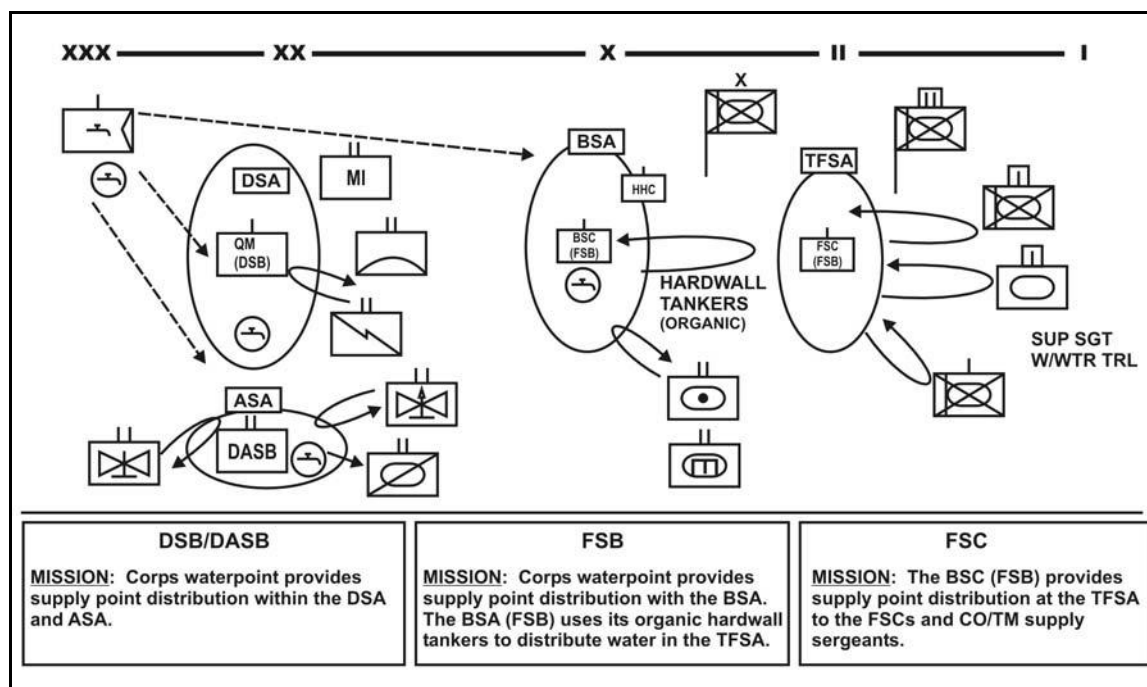 XXX XX X II I
X
BSA
TFSA
DSA
MI
HHC
QM
(DSB)
BSC
(FSB)
FSC
(FSB)
HARDWALL
TANKERS
(ORGANIC)
SUP SGT
W/WTR TRL
ASA
DASB
DSB/DASB
MISSION: Corps waterpoint provides
supply point distribution within the DSA
and ASA.
FSB
MISSION: Corps waterpoint provides
supply point distribution with the BSA.
The BSA (FSB) uses its organic hardwall
tankers to distribute water in the TFSA.
FSC
MISSION: The BSC (FSB) provides
supply point distribution at the TFSA
to the FSCs and CO/TM supply
sergeants.